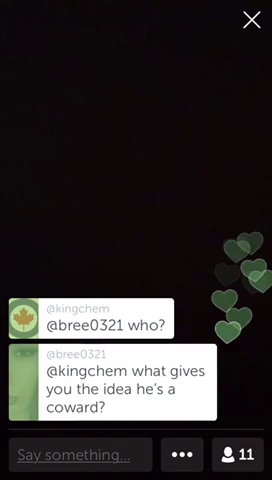 @kingchem
@bree0321 who?
@bree0321
@kingchem what gives
you the idea he's a
coward?
Say something...
11